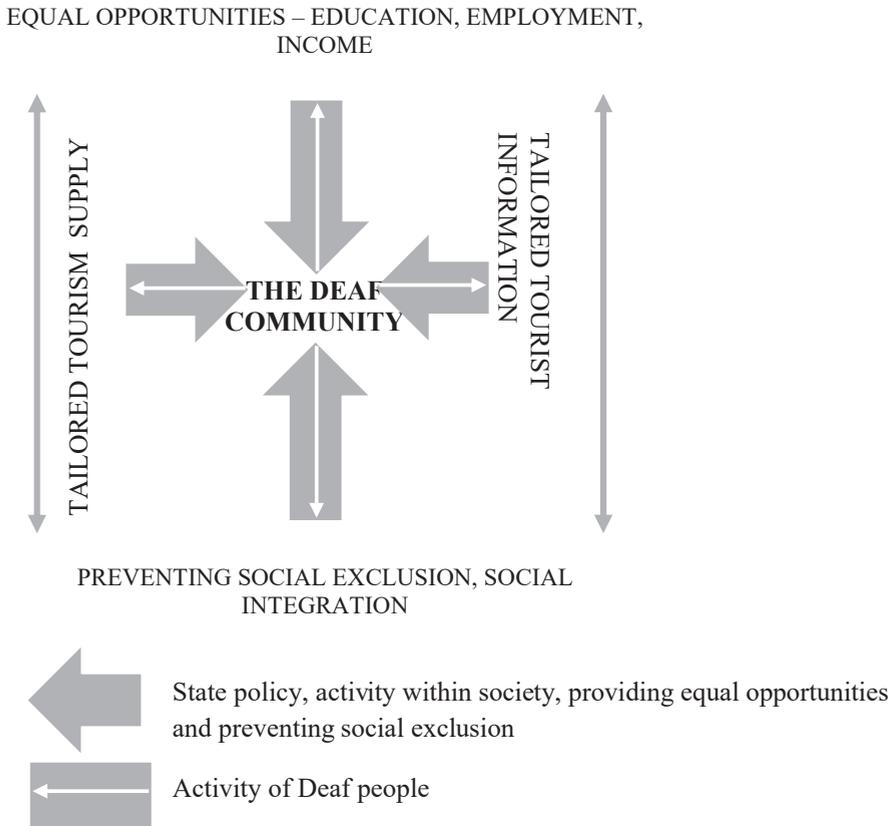 EQUAL OPPORTUNITIES – EDUCATION, EMPLOYMENT,
INCOME
TAILORED TOURISM SUPPLY
THE DEAF
COMMUNITY
TAILORED TOURIST
INFORMATION
PREVENTING SOCIAL EXCLUSION, SOCIAL
INTEGRATION
State policy, activity within society, providing equal opportunities
and preventing social exclusion
Activity of Deaf people